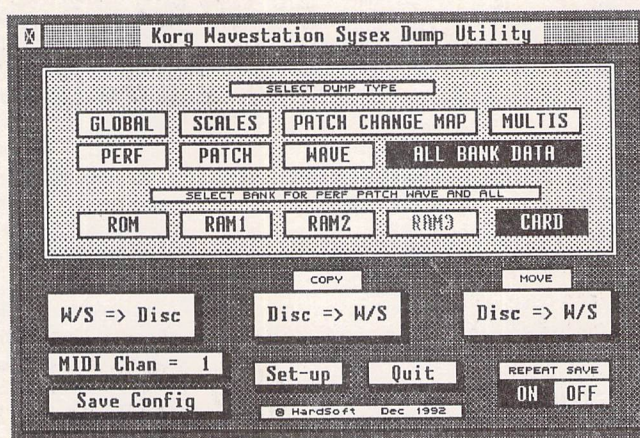 Korg Wavestation Sysex Dump Utility
SELECT DUMP TYPE
GLOBAL SCALES PATCH CHANGE MAP MULTIS
PERF PATCH WAVE ALL BANK DATA
SELECT BANK FOR PERF PATCH WAVE AND ALL
ROM RAM1 RAM2 RAM3 CARD
COPY MOVE
W/S => Disc Disc => W/S Disc => W/S
MIDI Chan = 1 Set-up Quit REPEAT SAVE
Save Config ON OFF
© HardSoft Dec 1992